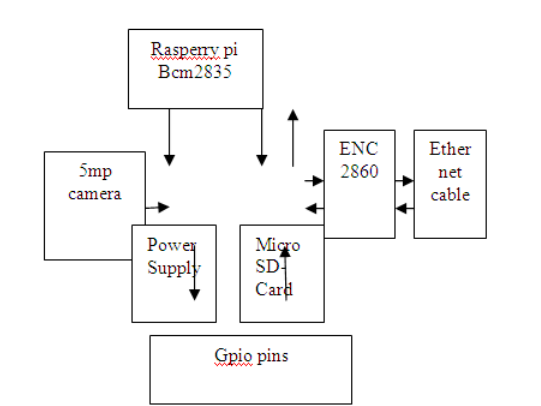 Rasperry pi
Bcm2835
5mp
camera
ENC
2860
Ether
net
cable
Power
Supply
Micro
SD-
Card
Gpio pins